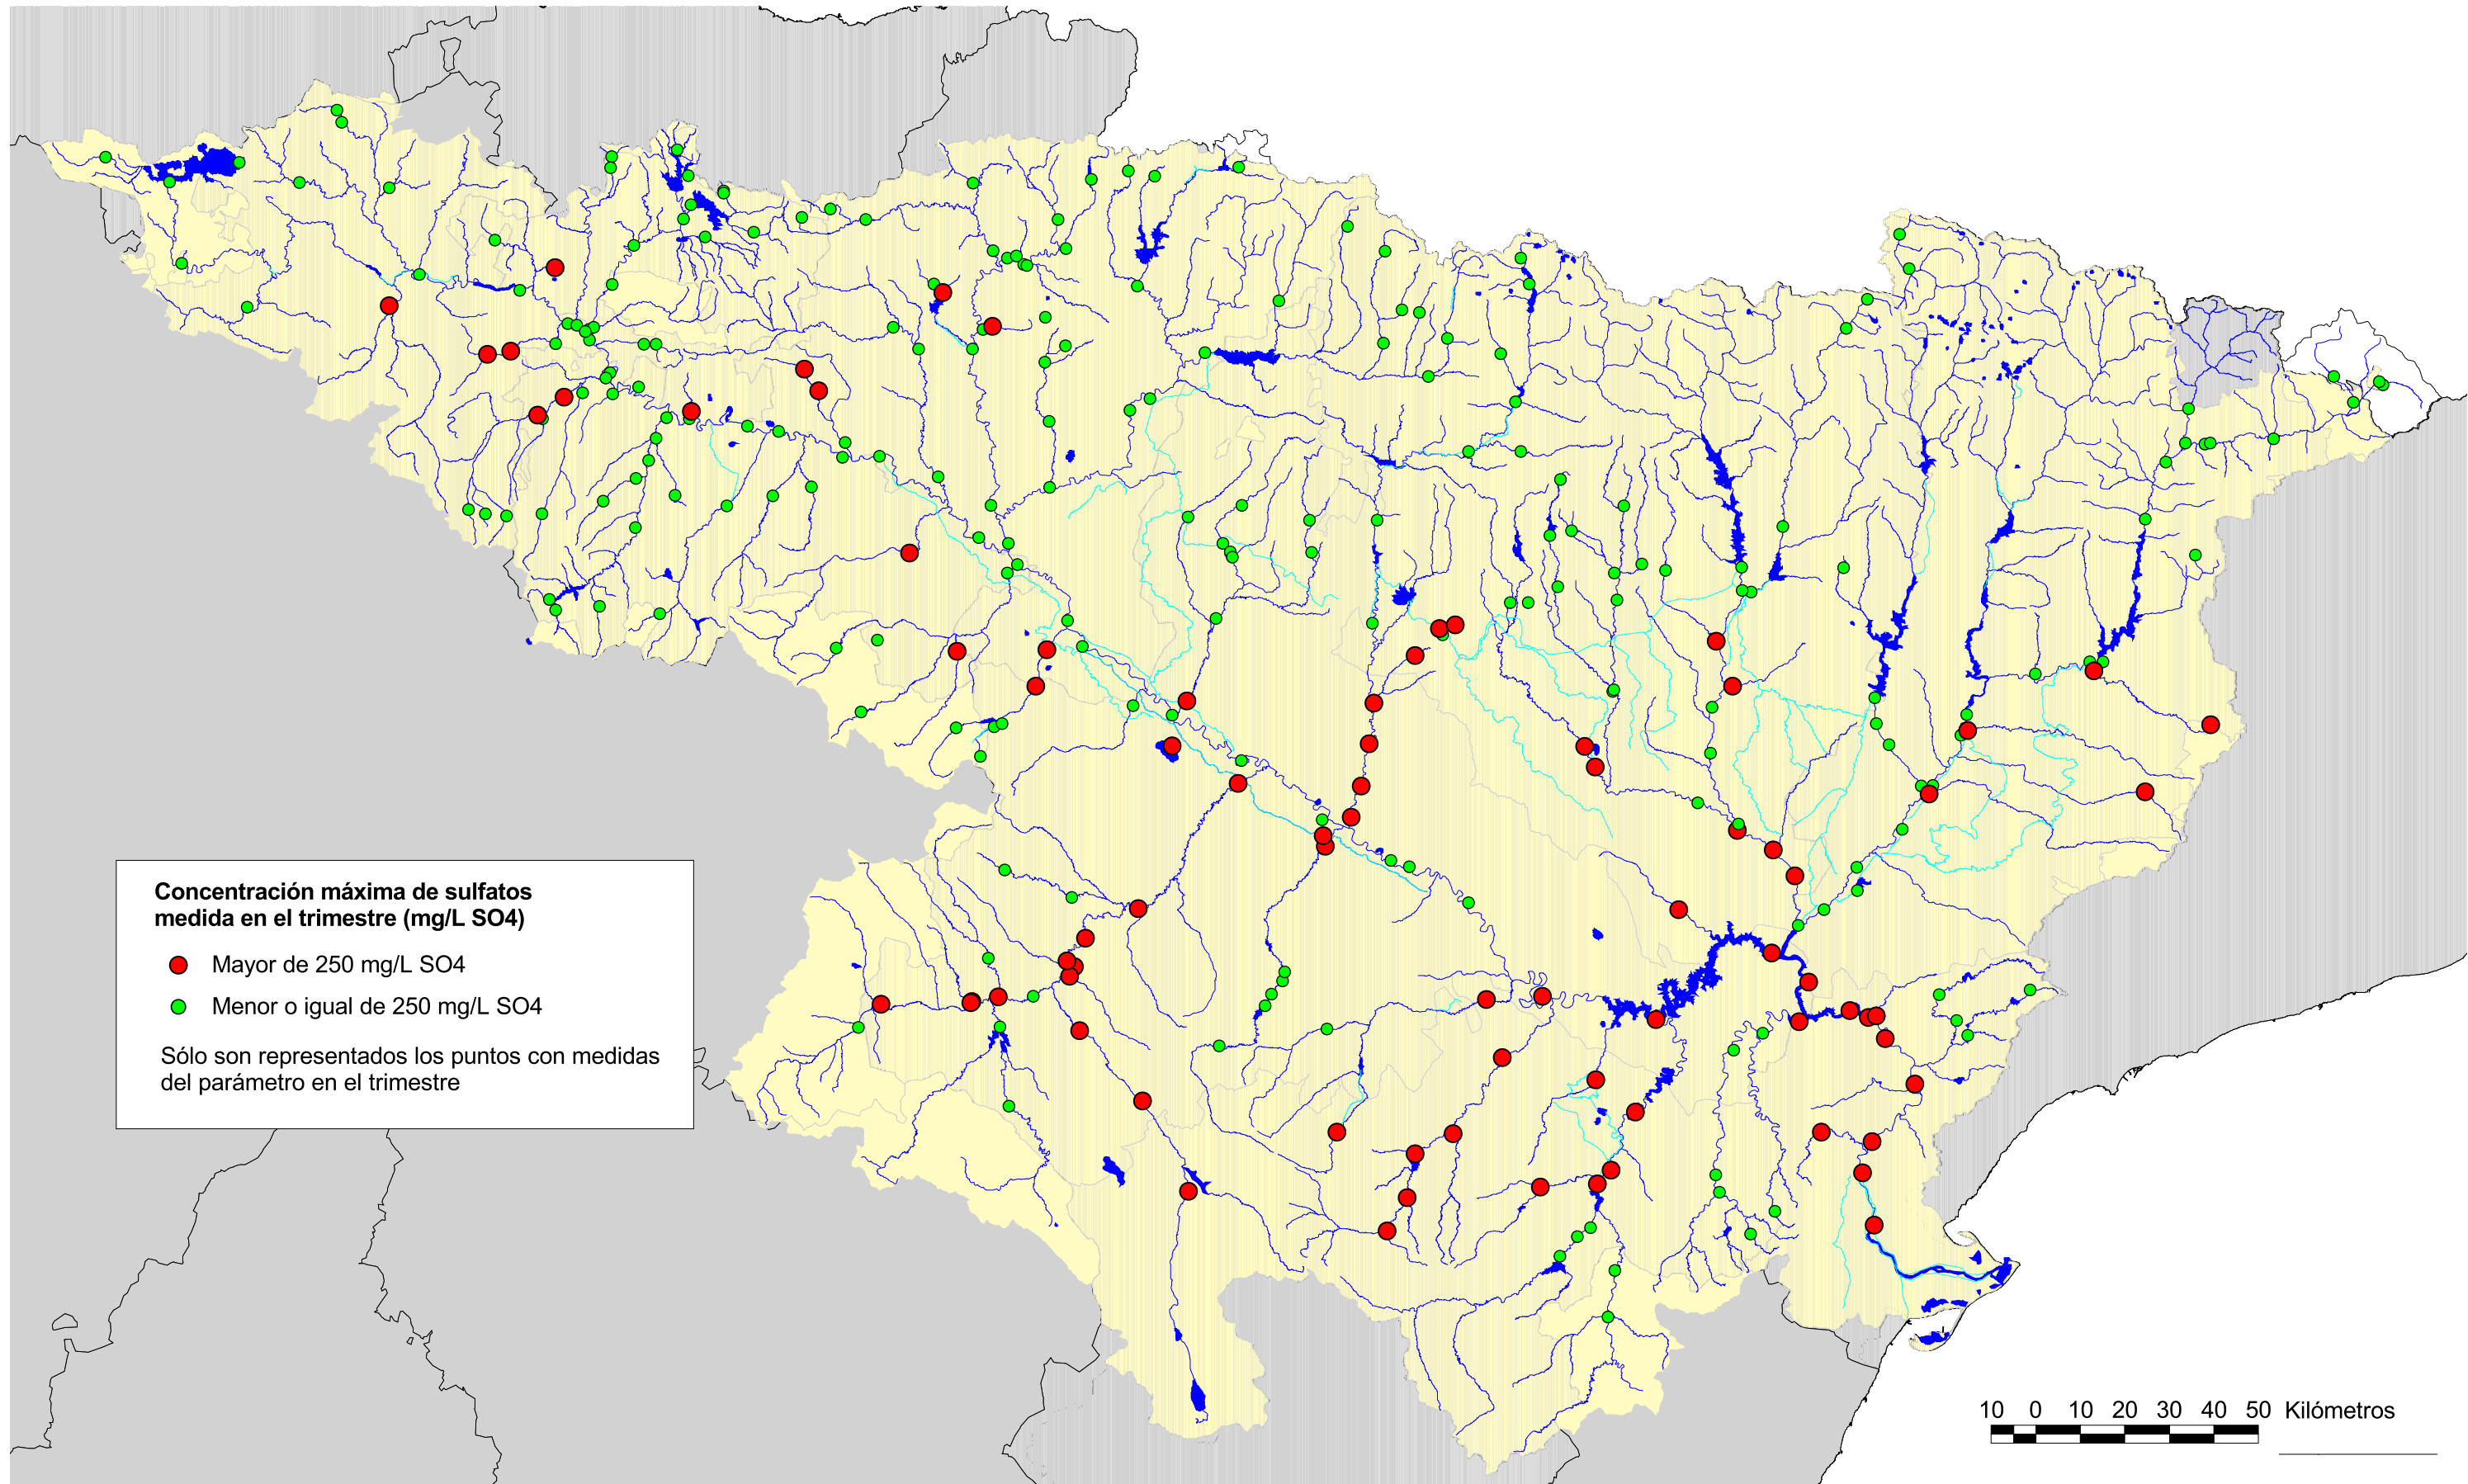 Concentración máxima de sulfatos
medida en el trimestre (mg/L SO4)
Mayor de 250 mg/L SO4
Menor o igual de 250 mg/L SO4
Sólo son representados los puntos con medidas
del parámetro en el trimestre
10 0 10 20 30 40 50 Kilómetros